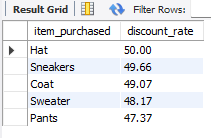 Result Grid Filter Rows:
item_purchased discount_rate
Hat 50.00
Sneakers 49.66
Coat 49.07
Sweater 48.17
Pants 47.37